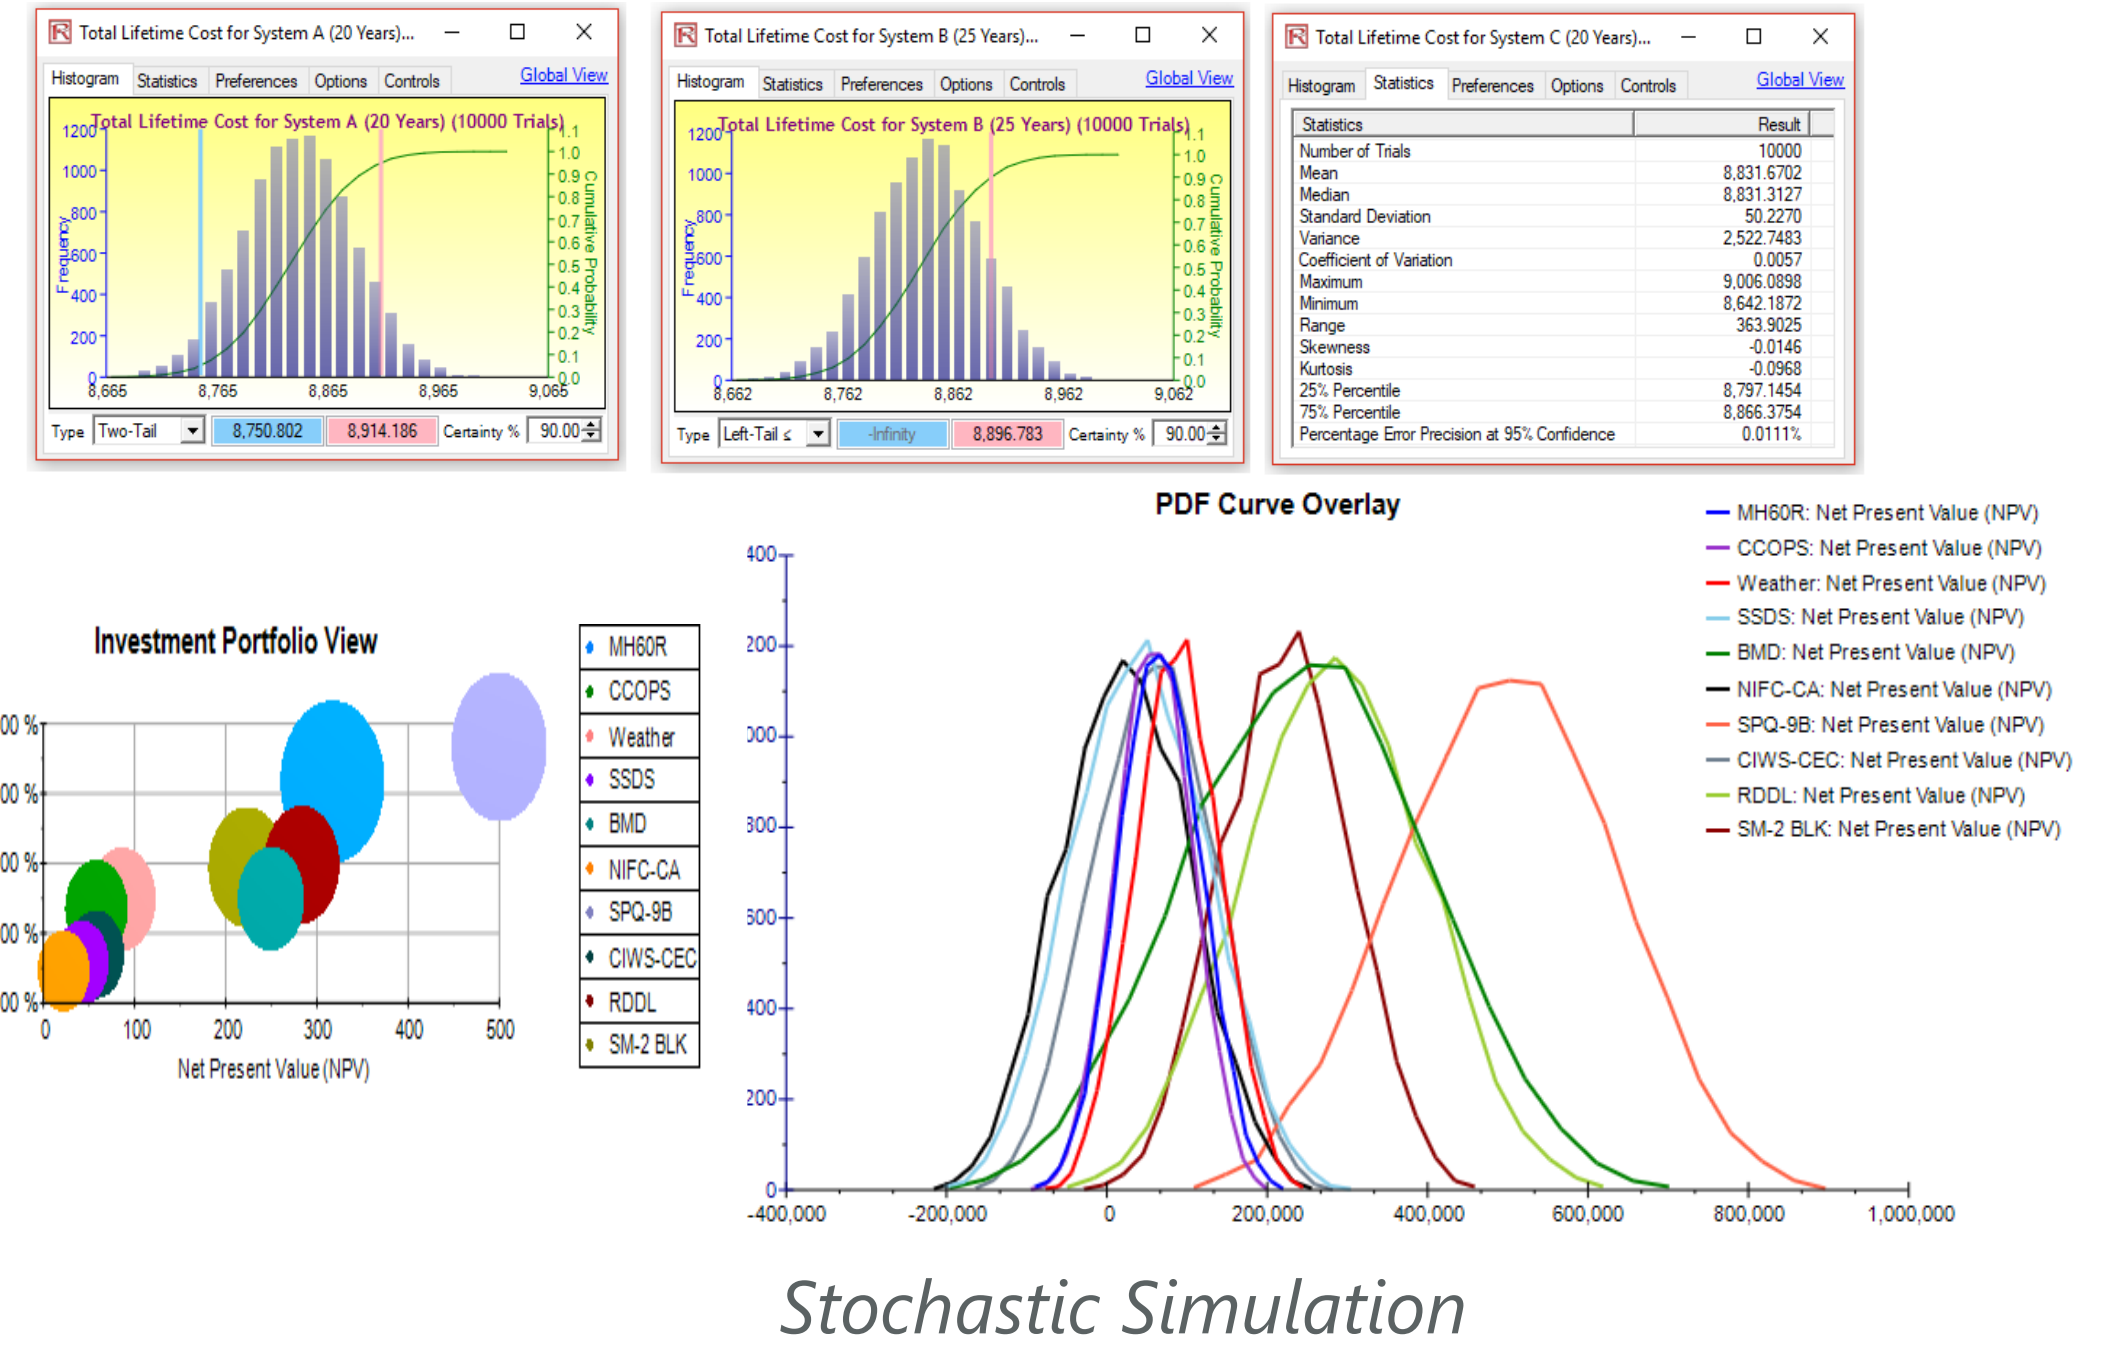 Total Lifetime Cost for System A (20 Years)...
Histogram Statistics Preferences Options Controls Global View
Total Lifetime Cost for System A (20 Years) (10000 Trials)
Frequency
1200
1000
800
600
400
200
0
1.1
1.0
0.9
0.8
0.7
0.6
0.5
0.4
0.3
0.2
0.1
0.0
Cumulative Probability
8,665 8,765 8,865 8,965 9,065
Type Two-Tail 8,750.802 8,914.186 Certainty % 90.00
Total Lifetime Cost for System B (25 Years)...
Histogram Statistics Preferences Options Controls Global View
Total Lifetime Cost for System B (25 Years) (10000 Trials)
Frequency
1200
1000
800
600
400
200
0
1.1
1.0
0.9
0.8
0.7
0.6
0.5
0.4
0.3
0.2
0.1
0.0
Cumulative Probability
8,662 8,762 8,862 8,962 9,062
Type Left-Tail ≤ -Infinity 8,896.783 Certainty % 90.00
Total Lifetime Cost for System C (20 Years)...
Histogram Statistics Preferences Options Controls Global View
Statistics Result
Number of Trials 10000
Mean 8,831.6702
Median 8,831.3127
Standard Deviation 50.2270
Variance 2,522.7483
Coefficient of Variation 0.0057
Maximum 9,006.0898
Minimum 8,642.1872
Range 363.9025
Skewness -0.0146
Kurtosis -0.0968
25% Percentile 8,797.1454
75% Percentile 8,866.3754
Percentage Error Precision at 95% Confidence 0.0111%
Investment Portfolio View
00 %
00 %
00 %
00 %
00 %
0 100 200 300 400 500
Net Present Value (NPV)
MH60R
CCOPS
Weather
SSDS
BMD
NIFC-CA
SPQ-9B
CIWS-CEC
RDDL
SM-2 BLK
PDF Curve Overlay
400
200
000
800
600
400
200
0
-400,000 -200,000 0 200,000 400,000 600,000 800,000 1,000,000
MH60R: Net Present Value (NPV)
CCOPS: Net Present Value (NPV)
Weather: Net Present Value (NPV)
SSDS: Net Present Value (NPV)
BMD: Net Present Value (NPV)
NIFC-CA: Net Present Value (NPV)
SPQ-9B: Net Present Value (NPV)
CIWS-CEC: Net Present Value (NPV)
RDDL: Net Present Value (NPV)
SM-2 BLK: Net Present Value (NPV)
Stochastic Simulation